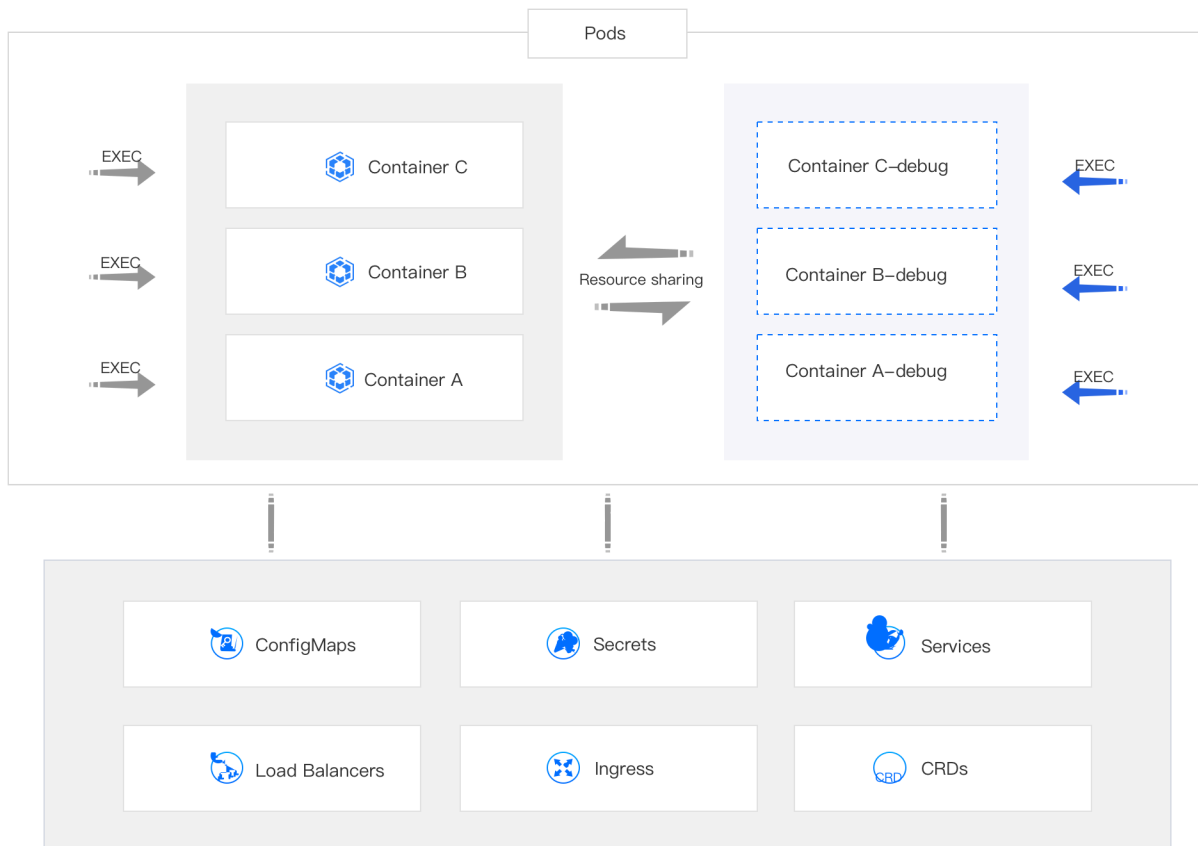 Pods
EXEC
Container C
Container C-debug
EXEC
EXEC
Container B
Resource sharing
Container B-debug
EXEC
EXEC
Container A
Container A-debug
EXEC
ConfigMaps
Secrets
Services
Load Balancers
Ingress
CRD
CRDs